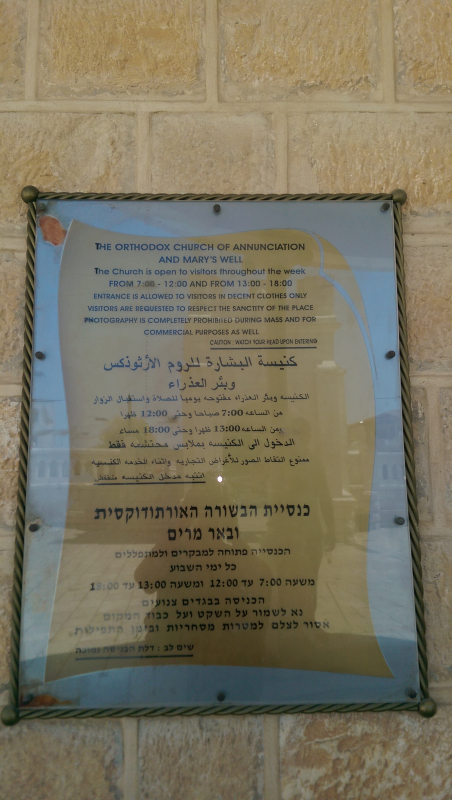 THE ORTHODOX CHURCH OF ANNUNCIATION
AND MARY'S WELL
The Church is open to visitors throughout the week
FROM 7:00 - 12:00 AND FROM 13:00 - 18:00
ENTRANCE IS ALLOWED TO VISITORS IN DECENT CLOTHES ONLY
VISITORS ARE REQUESTED TO RESPECT THE SANCTITY OF THE PLACE
PHOTOGRAPHY IS COMPLETELY PROHIBITED DURING MASS AND FOR
COMMERCIAL PURPOSES AS WELL
CAUTION : WATCH YOUR HEAD UPON ENTERING
كنيسة البشارة للروم الأرثوذكس
وبئر العذراء
الكنيسه وبئر العذراء مفتوحه يومياً للصلاة واستقبال الزوار
من الساعه 7:00 صباحا وحتى 12:00 ظهرا
ومن الساعه 13:00 ظهرا وحتى 18:00 مساء
الدخول الى الكنيسه بملابس محتشمه فقط
ممنوع التقاط الصور للأغراض التجاريه واثناء الخدمه الكنسيه
انتبه مدخل الكنيسه منخفض
כנסיית הבשורה האורתודוקסית
ובאר מרים
הכנסייה פתוחה למבקרים ולמתפללים
כל ימי השבוע
משעה 7:00 עד 12:00 ומשעה 13:00 עד 18:00
הכניסה בבגדים צנועים
נא לשמור על השקט ועל כבוד המקום
אסור לצלם למטרות מסחריות ובזמן התפילות.
שים לב : דלת הכניסה נמוכה